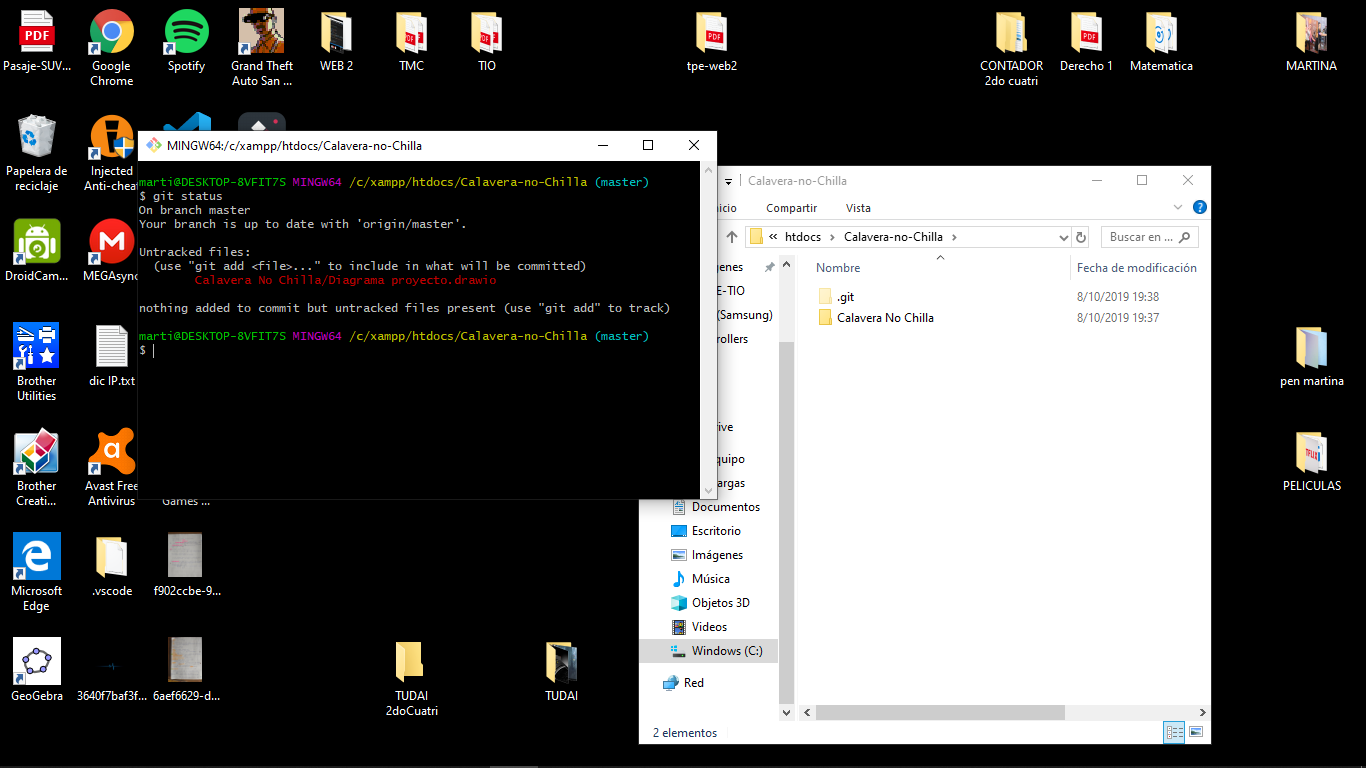 Pasaje-SUV...
Google
Chrome
Spotify
Grand Theft
Auto San ...
WEB 2
TMC
TIO
tpe-web2
CONTADOR
2do cuatri
Derecho 1
Matematica
MARTINA
Papelera de
reciclaje
Injected
Anti-cheat
MINGW64:/c/xampp/htdocs/Calavera-no-Chilla
marti@DESKTOP-8VFIT7S MINGW64 /c/xampp/htdocs/Calavera-no-Chilla (master)
$ git status
On branch master
Your branch is up to date with 'origin/master'.
Untracked files:
(use "git add <file>..." to include in what will be committed)
Calavera No Chilla/Diagrama proyecto.drawio
nothing added to commit but untracked files present (use "git add" to track)
marti@DESKTOP-8VFIT7S MINGW64 /c/xampp/htdocs/Calavera-no-Chilla (master)
$
Calavera-no-Chilla
icio
Compartir
Vista
« htdocs > Calavera-no-Chilla >
Buscar en ...
Nombre
Fecha de modificación
.git
8/10/2019 19:38
Calavera No Chilla
8/10/2019 19:37
genes
E-TIO
(Samsung)
rollers
ive
quipo
argas
Documentos
Escritorio
Imágenes
Música
Objetos 3D
Videos
Windows (C:)
Red
2 elementos
DroidCam...
MEGAsync
Brother
Utilities
dic IP.txt
pen martina
Brother
Creati...
Avast Free
Antivirus
Games ...
PELICULAS
Microsoft
Edge
.vscode
f902ccbe-9...
GeoGebra
3640f7baf3f...
6aef6629-d...
TUDAI
2doCuatri
TUDAI
PDF
PDF
PDF
PDF
PDF
TFLIX